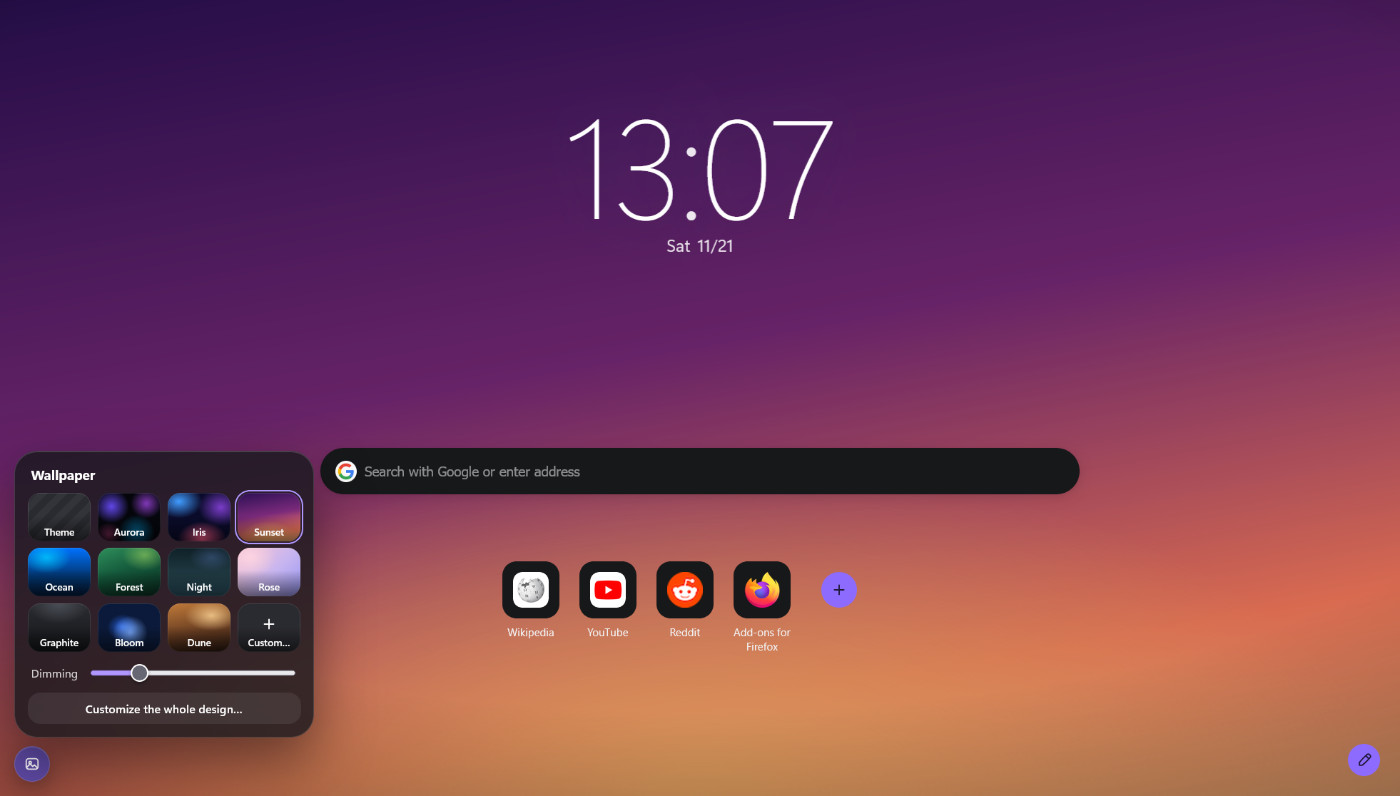 13:07
Sat 11/21
Search with Google or enter address
Wallpaper
Theme
Aurora
Iris
Sunset
Ocean
Forest
Night
Rose
Graphite
Bloom
Dune
+
Custom...
Dimming
Customize the whole design...
Wikipedia
YouTube
Reddit
Add-ons for
Firefox
+